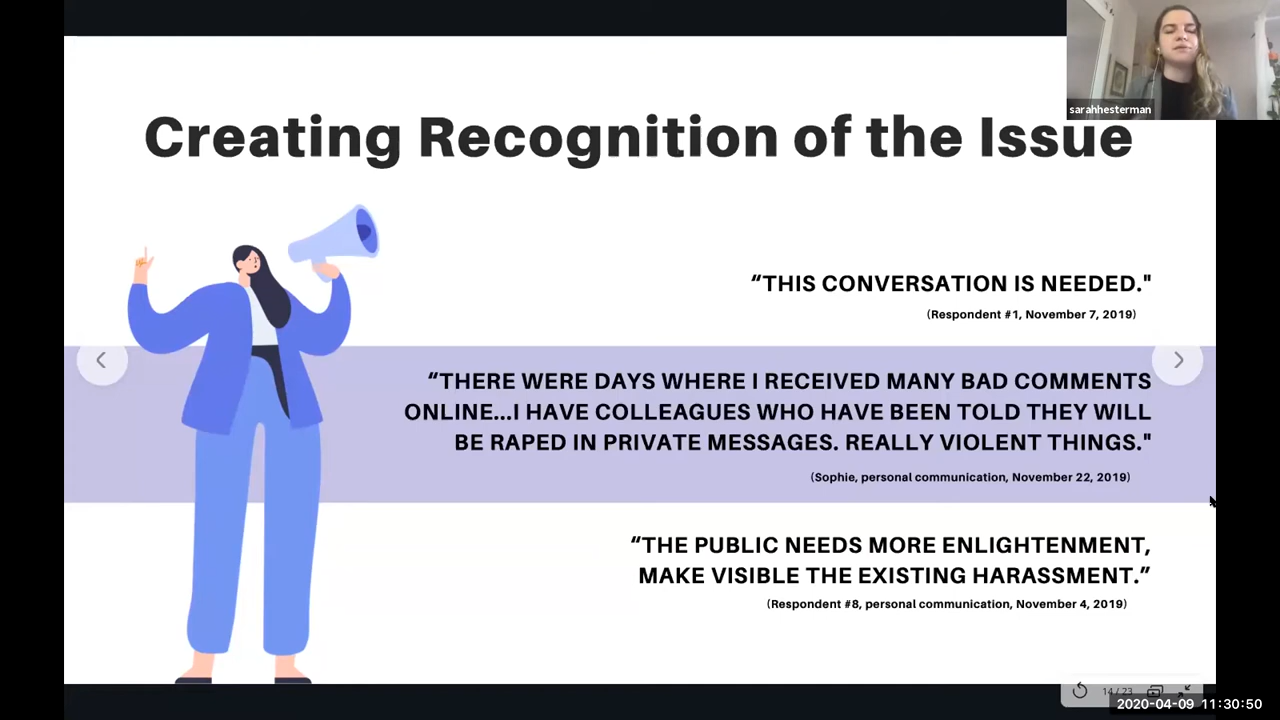 sarahhesterman
Creating Recognition of the Issue
“THIS CONVERSATION IS NEEDED."
(Respondent #1, November 7, 2019)
“THERE WERE DAYS WHERE I RECEIVED MANY BAD COMMENTS
ONLINE...I HAVE COLLEAGUES WHO HAVE BEEN TOLD THEY WILL
BE RAPED IN PRIVATE MESSAGES. REALLY VIOLENT THINGS."
(Sophie, personal communication, November 22, 2019)
“THE PUBLIC NEEDS MORE ENLIGHTENMENT,
MAKE VISIBLE THE EXISTING HARASSMENT.”
(Respondent #8, personal communication, November 4, 2019)
14 / 23
2020-04-09 11:30:50